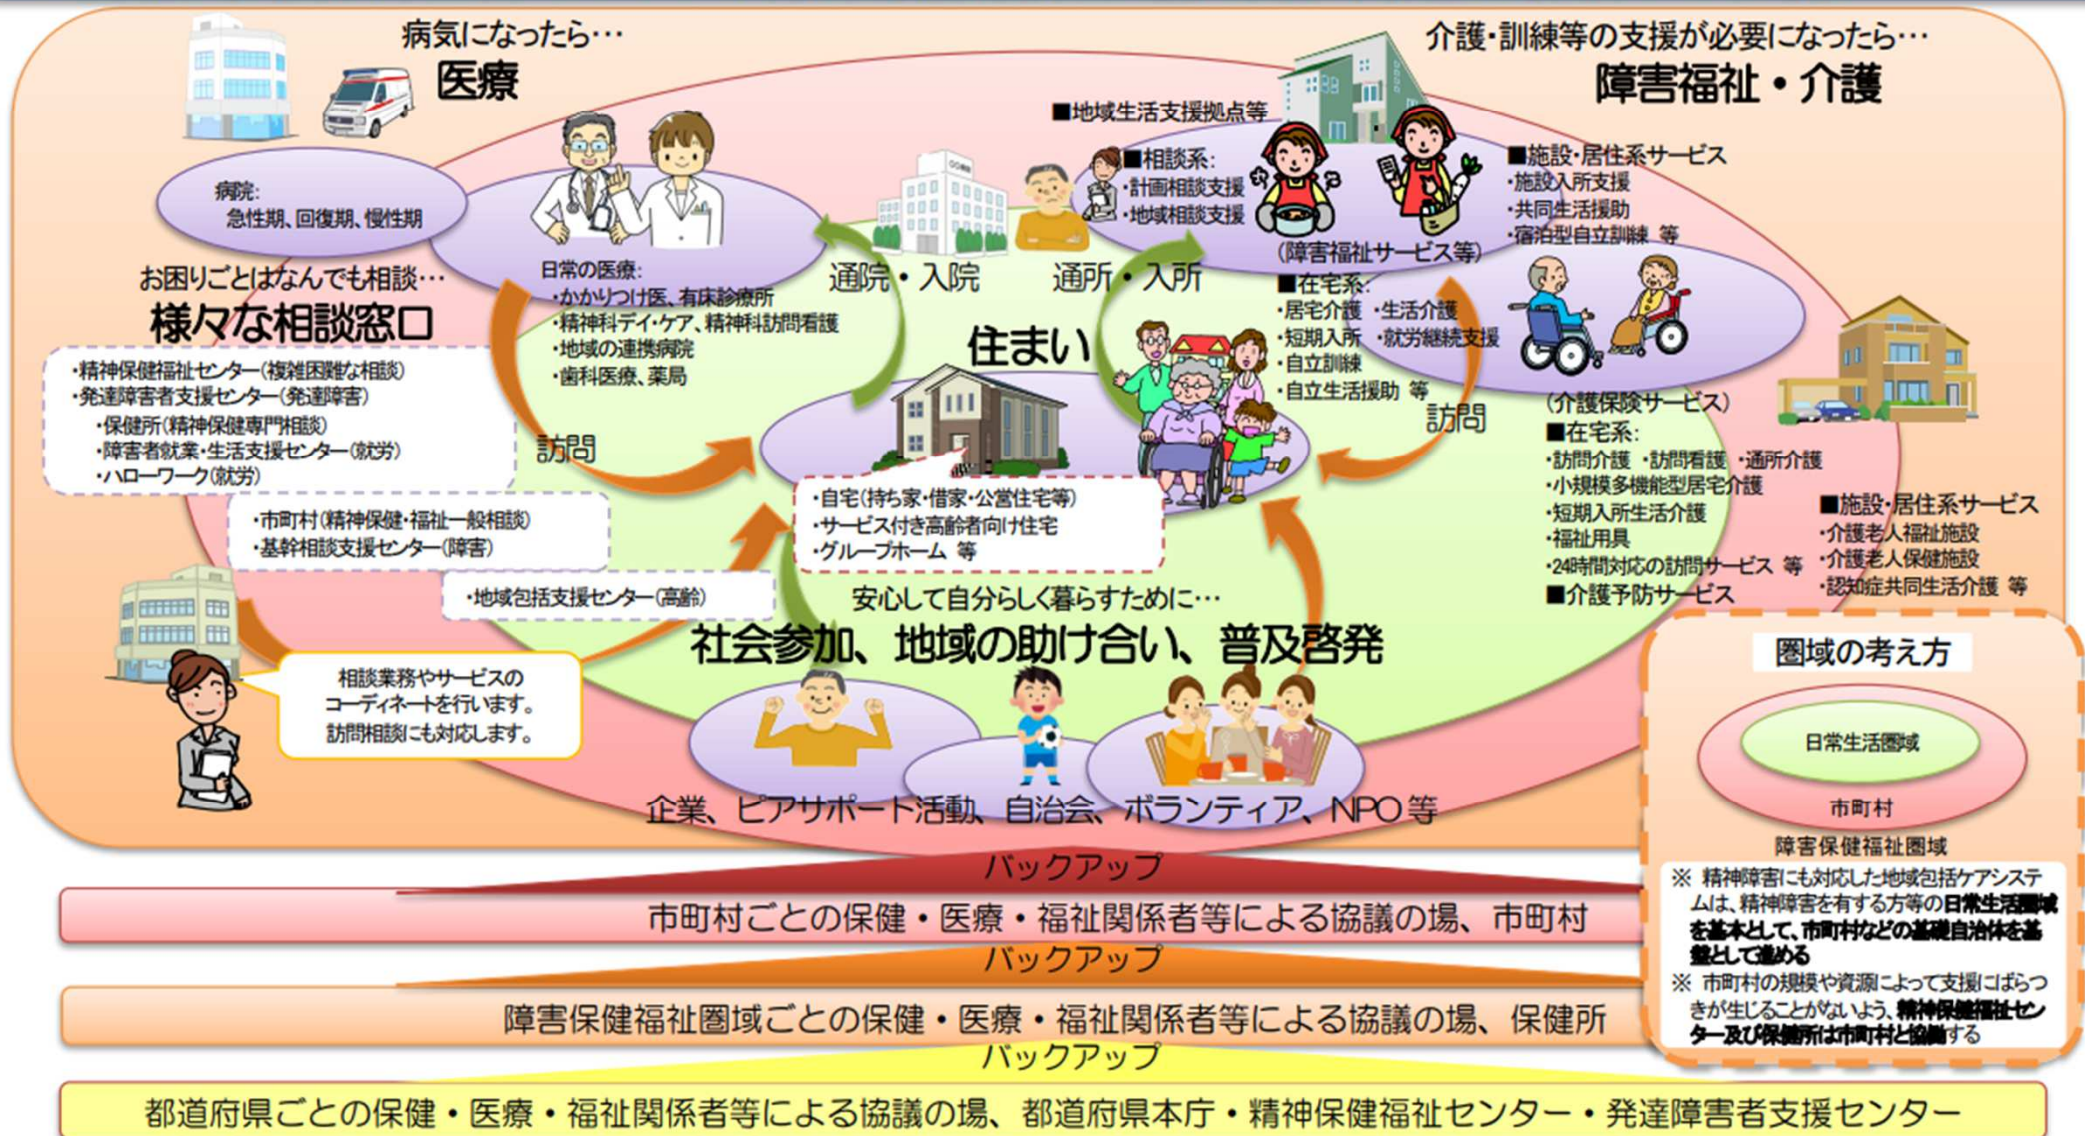 病気になったら…
医療
病院:
急性期、回復期、慢性期
日常の医療:
・かかりつけ医、有床診療所
・精神科デイ・ケア、精神科訪問看護
・地域の連携病院
・歯科医療、薬局
通院・入院
介護・訓練等の支援が必要になったら…
障害福祉・介護
■地域生活支援拠点等
■相談系:
・計画相談支援
・地域相談支援
通所・入所
■施設・居住系サービス
・施設入所支援
・共同生活援助
・宿泊型自立訓練 等
(障害福祉サービス等)
■在宅系:
・居宅介護 ・生活介護
・短期入所 ・就労継続支援
・自立訓練
・自立生活援助 等
訪問
(介護保険サービス)
■在宅系:
・訪問介護 ・訪問看護 ・通所介護
・小規模多機能型居宅介護
・短期入所生活介護
・福祉用具
・24時間対応の訪問サービス 等
■介護予防サービス
■施設・居住系サービス
・介護老人福祉施設
・介護老人保健施設
・認知症共同生活介護 等
お困りごとはなんでも相談…
様々な相談窓口
・精神保健福祉センター(複雑困難な相談)
・発達障害者支援センター(発達障害)
・保健所(精神保健専門相談)
・障害者就業・生活支援センター(就労)
・ハローワーク(就労)
・市町村(精神保健・福祉一般相談)
・基幹相談支援センター(障害)
・地域包括支援センター(高齢)
訪問
住まい
・自宅(持ち家・借家・公営住宅等)
・サービス付き高齢者向け住宅
・グループホーム 等
相談業務やサービスの
コーディネートを行います。
訪問相談にも対応します。
安心して自分らしく暮らすために…
社会参加、地域の助け合い、普及啓発
企業、ピアサポート活動、自治会、ボランティア、NPO 等
圏域の考え方
日常生活圏域
市町村
障害保健福祉圏域
※ 精神障害にも対応した地域包括ケアシステ
ムは、精神障害を有する方等の日常生活圏域
を基本として、市町村などの基礎自治体を基
盤として進める
※ 市町村の規模や資源によって支援にばらつ
きが生じることがないよう、精神保健福祉セン
ター及び保健所は市町村と協働する
バックアップ
市町村ごとの保健・医療・福祉関係者等による協議の場、市町村
バックアップ
障害保健福祉圏域ごとの保健・医療・福祉関係者等による協議の場、保健所
バックアップ
都道府県ごとの保健・医療・福祉関係者等による協議の場、都道府県本庁・精神保健福祉センター・発達障害者支援センター